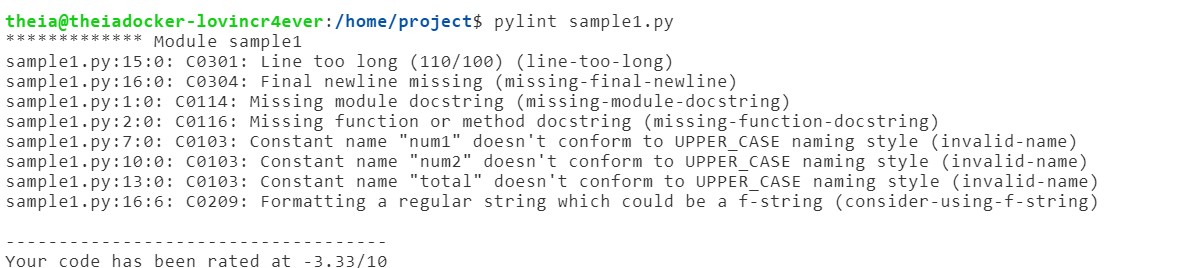 theia@theiadocker-lovincr4ever:/home/project$ pylint sample1.py
************* Module sample1
sample1.py:15:0: C0301: Line too long (110/100) (line-too-long)
sample1.py:16:0: C0304: Final newline missing (missing-final-newline)
sample1.py:1:0: C0114: Missing module docstring (missing-module-docstring)
sample1.py:2:0: C0116: Missing function or method docstring (missing-function-docstring)
sample1.py:7:0: C0103: Constant name "num1" doesn't conform to UPPER_CASE naming style (invalid-name)
sample1.py:10:0: C0103: Constant name "num2" doesn't conform to UPPER_CASE naming style (invalid-name)
sample1.py:13:0: C0103: Constant name "total" doesn't conform to UPPER_CASE naming style (invalid-name)
sample1.py:16:6: C0209: Formatting a regular string which could be a f-string (consider-using-f-string)
------------------------------------
Your code has been rated at -3.33/10